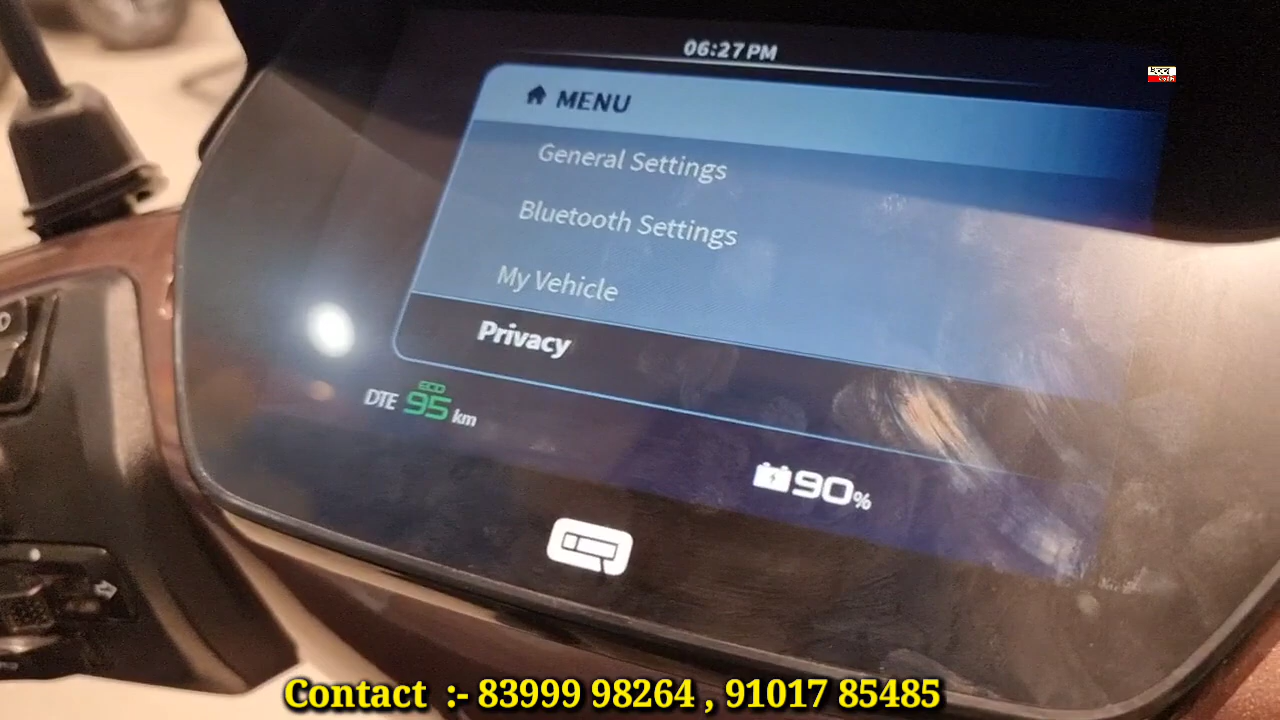 06:27 PM
MENU
General Settings
Bluetooth Settings
My Vehicle
Privacy
ECO
DTE 95 km
90%
Contact :- 83999 98264 , 91017 85485